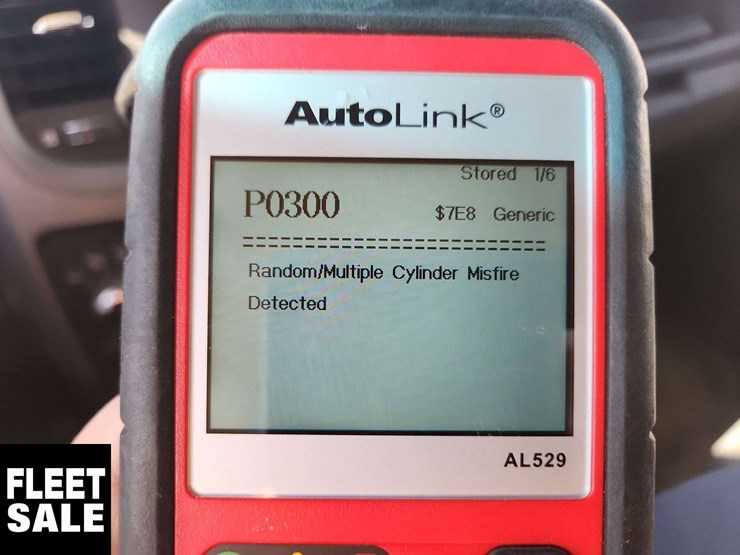 AutoLink®
Stored 1/6
P0300 $7E8 Generic
==============================
Random/Multiple Cylinder Misfire
Detected
AL529
FLEET
SALE